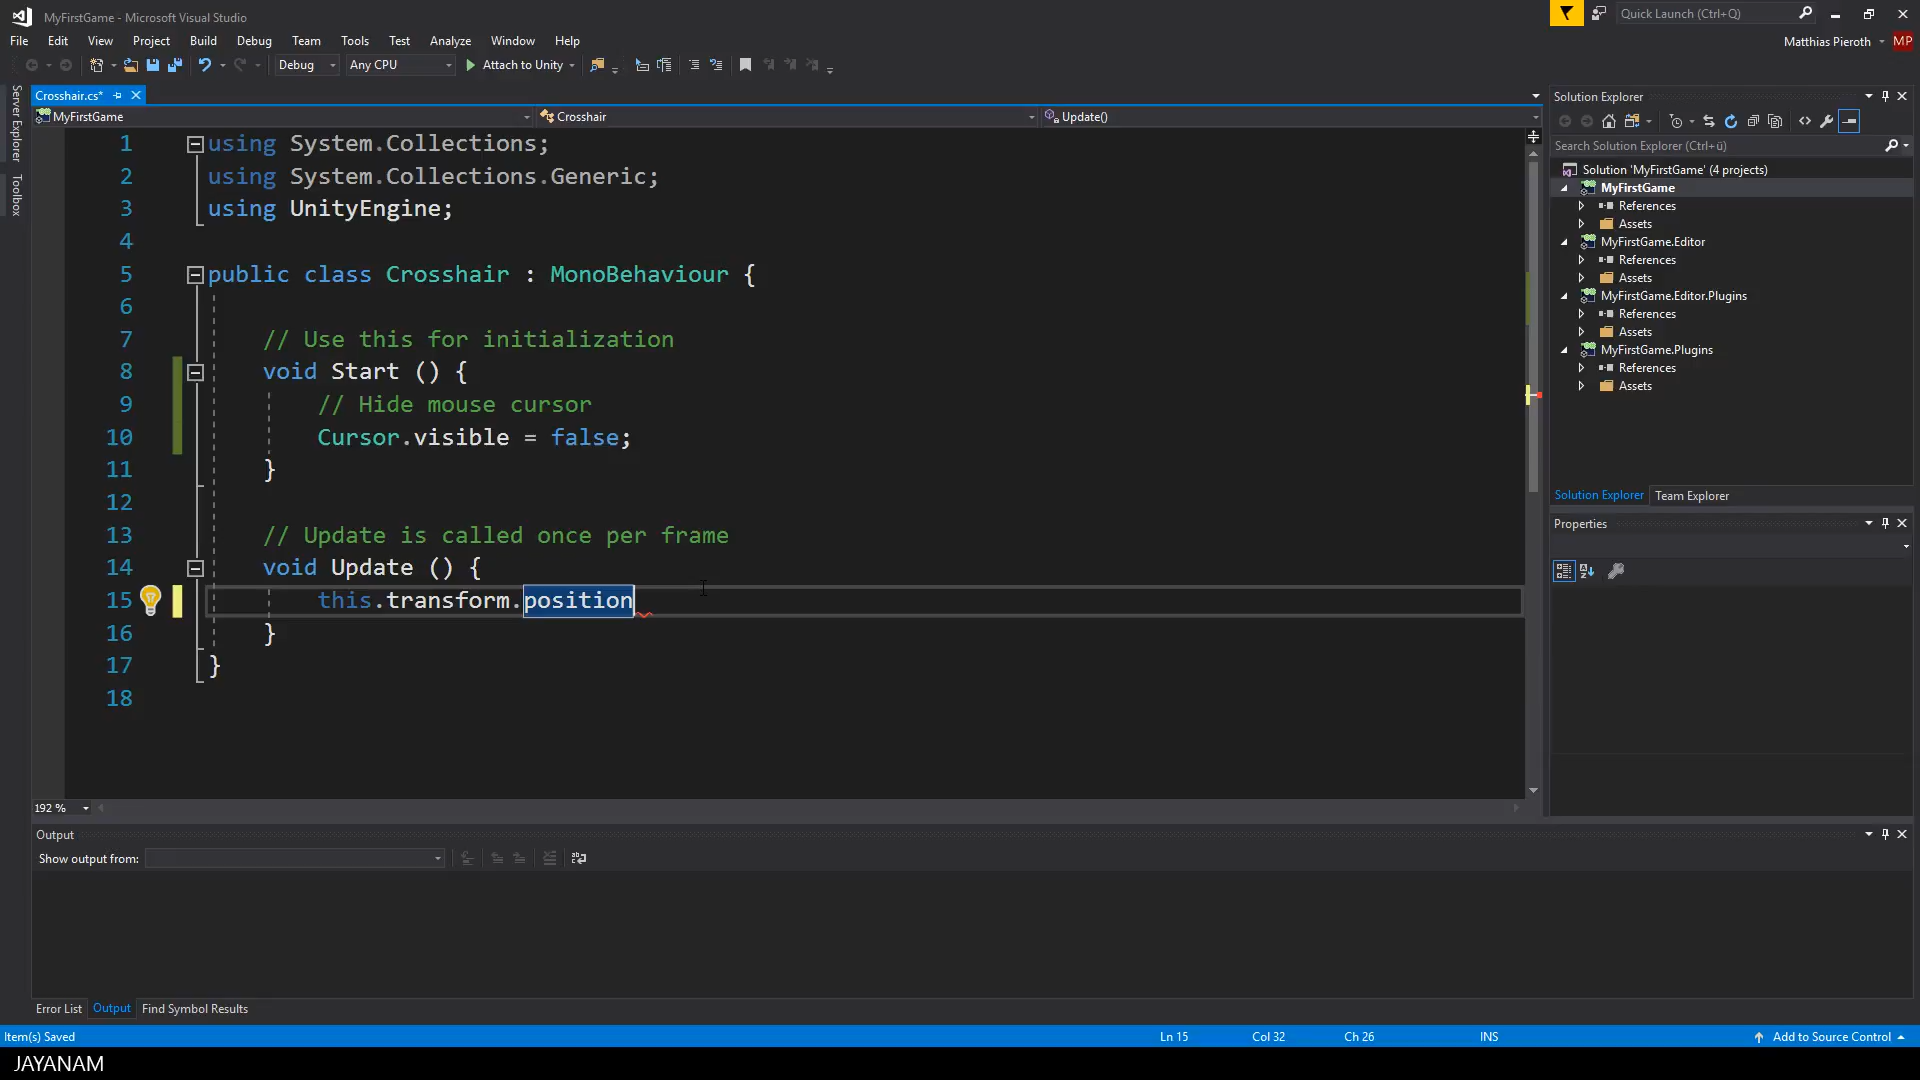 MyFirstGame - Microsoft Visual Studio
Quick Launch (Ctrl+Q)
File Edit View Project Build Debug Team Tools Test Analyze Window Help
Matthias Pieroth MP
Debug Any CPU Attach to Unity
Server Explorer
Toolbox
Crosshair.cs*
MyFirstGame Crosshair Update()
1 using System.Collections;
2 using System.Collections.Generic;
3 using UnityEngine;
4
5 public class Crosshair : MonoBehaviour {
6
7 // Use this for initialization
8 void Start () {
9 // Hide mouse cursor
10 Cursor.visible = false;
11 }
12
13 // Update is called once per frame
14 void Update () {
15 this.transform.position
16 }
17 }
18
192 %
Solution Explorer
Search Solution Explorer (Ctrl+ü)
Solution 'MyFirstGame' (4 projects)
MyFirstGame
References
Assets
MyFirstGame.Editor
References
Assets
MyFirstGame.Editor.Plugins
References
Assets
MyFirstGame.Plugins
References
Assets
Solution Explorer Team Explorer
Properties
Output
Show output from:
Error List Output Find Symbol Results
Item(s) Saved Ln 15 Col 32 Ch 26 INS Add to Source Control
JAYANAM